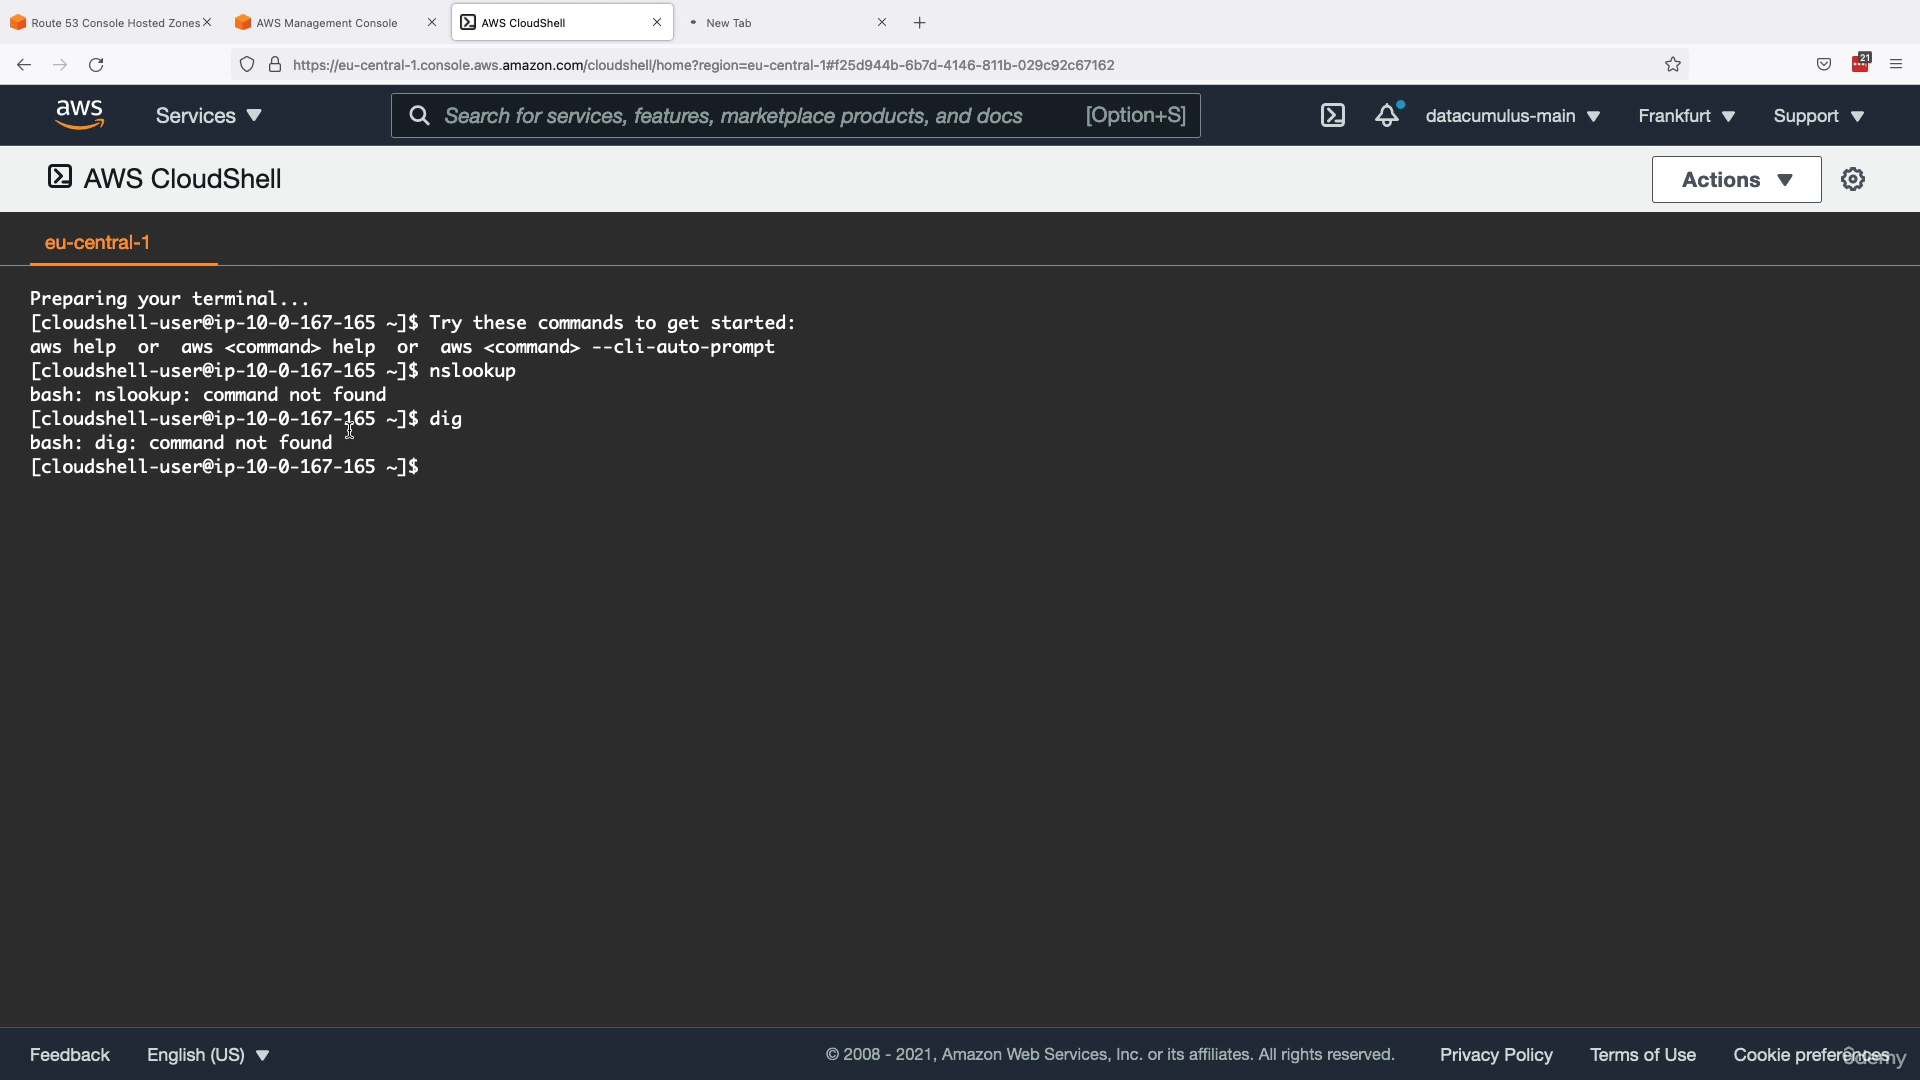 Route 53 Console Hosted Zones
AWS Management Console
AWS CloudShell
New Tab
https://eu-central-1.console.aws.amazon.com/cloudshell/home?region=eu-central-1#f25d944b-6b7d-4146-811b-029c92c67162
21
aws
Services
Search for services, features, marketplace products, and docs
[Option+S]
datacumulus-main
Frankfurt
Support
AWS CloudShell
Actions
eu-central-1
Preparing your terminal...
[cloudshell-user@ip-10-0-167-165 ~]$ Try these commands to get started:
aws help  or  aws <command> help  or  aws <command> --cli-auto-prompt
[cloudshell-user@ip-10-0-167-165 ~]$ nslookup
bash: nslookup: command not found
[cloudshell-user@ip-10-0-167-165 ~]$ dig
bash: dig: command not found
[cloudshell-user@ip-10-0-167-165 ~]$
Feedback
English (US)
© 2008 - 2021, Amazon Web Services, Inc. or its affiliates. All rights reserved.
Privacy Policy
Terms of Use
Cookie preferences
ûdemy